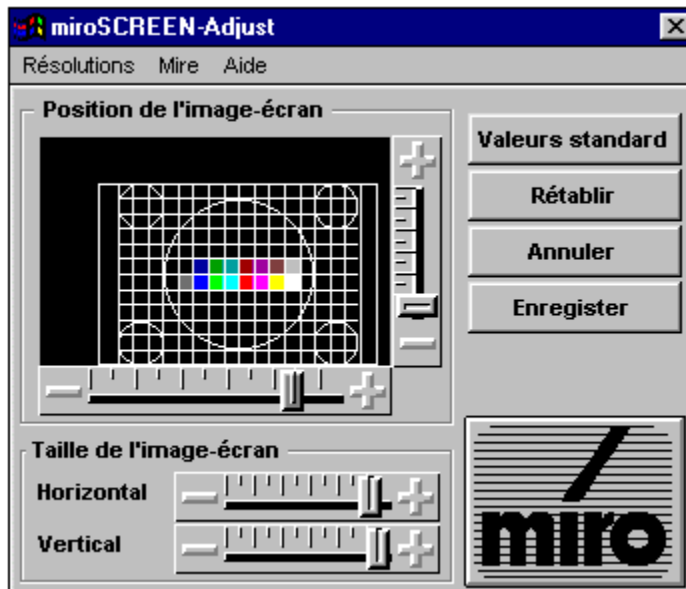 miroSCREEN-Adjust
Résolutions Mire Aide
Position de l'image-écran
Valeurs standard
Rétablir
Annuler
Enregister
Taille de l'image-écran
Horizontal
Vertical
miro